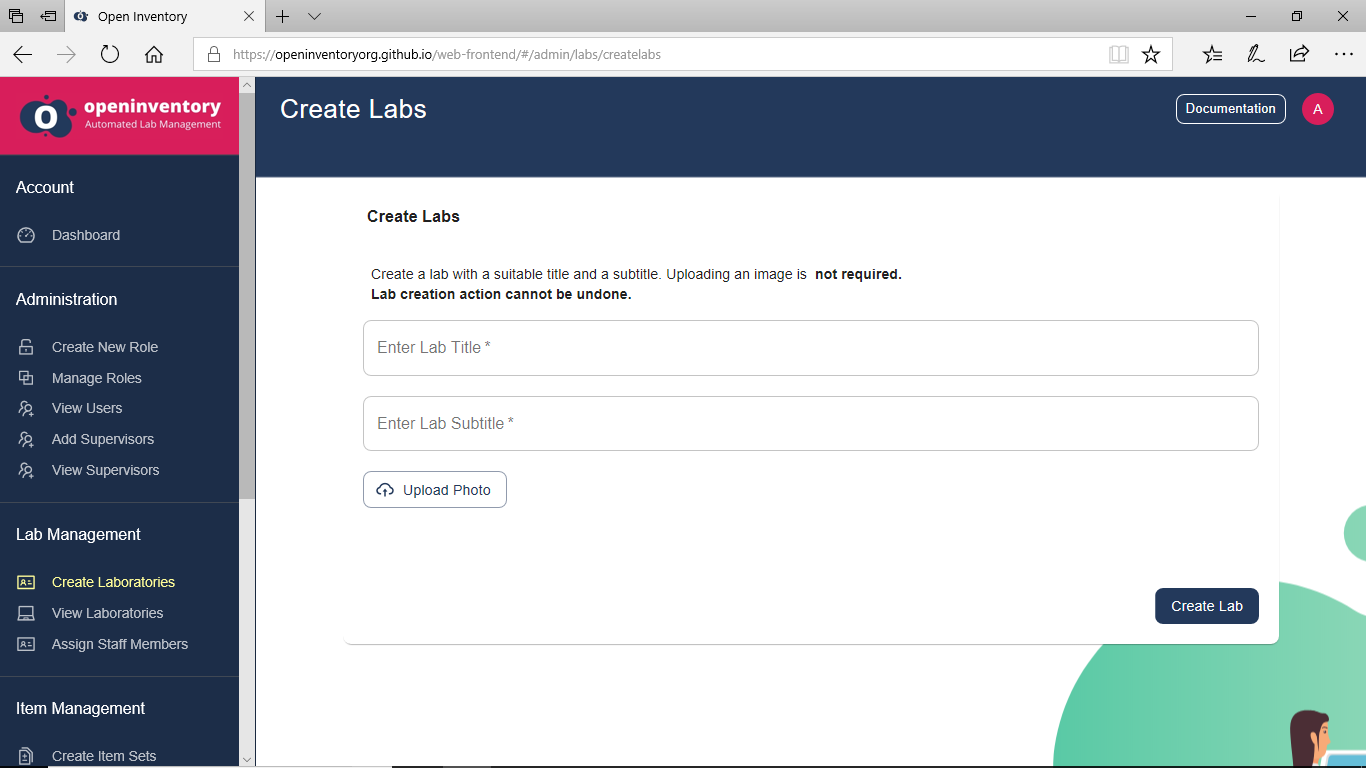 Open Inventory
https://openinventoryorg.github.io/web-frontend/#/admin/labs/createlabs
openinventory
Automated Lab Management
Create Labs
Documentation
A
Account
Dashboard
Administration
Create New Role
Manage Roles
View Users
Add Supervisors
View Supervisors
Lab Management
Create Laboratories
View Laboratories
Assign Staff Members
Item Management
Create Item Sets
Create Labs
Create a lab with a suitable title and a subtitle. Uploading an image is not required.
Lab creation action cannot be undone.
Enter Lab Title *
Enter Lab Subtitle *
Upload Photo
Create Lab